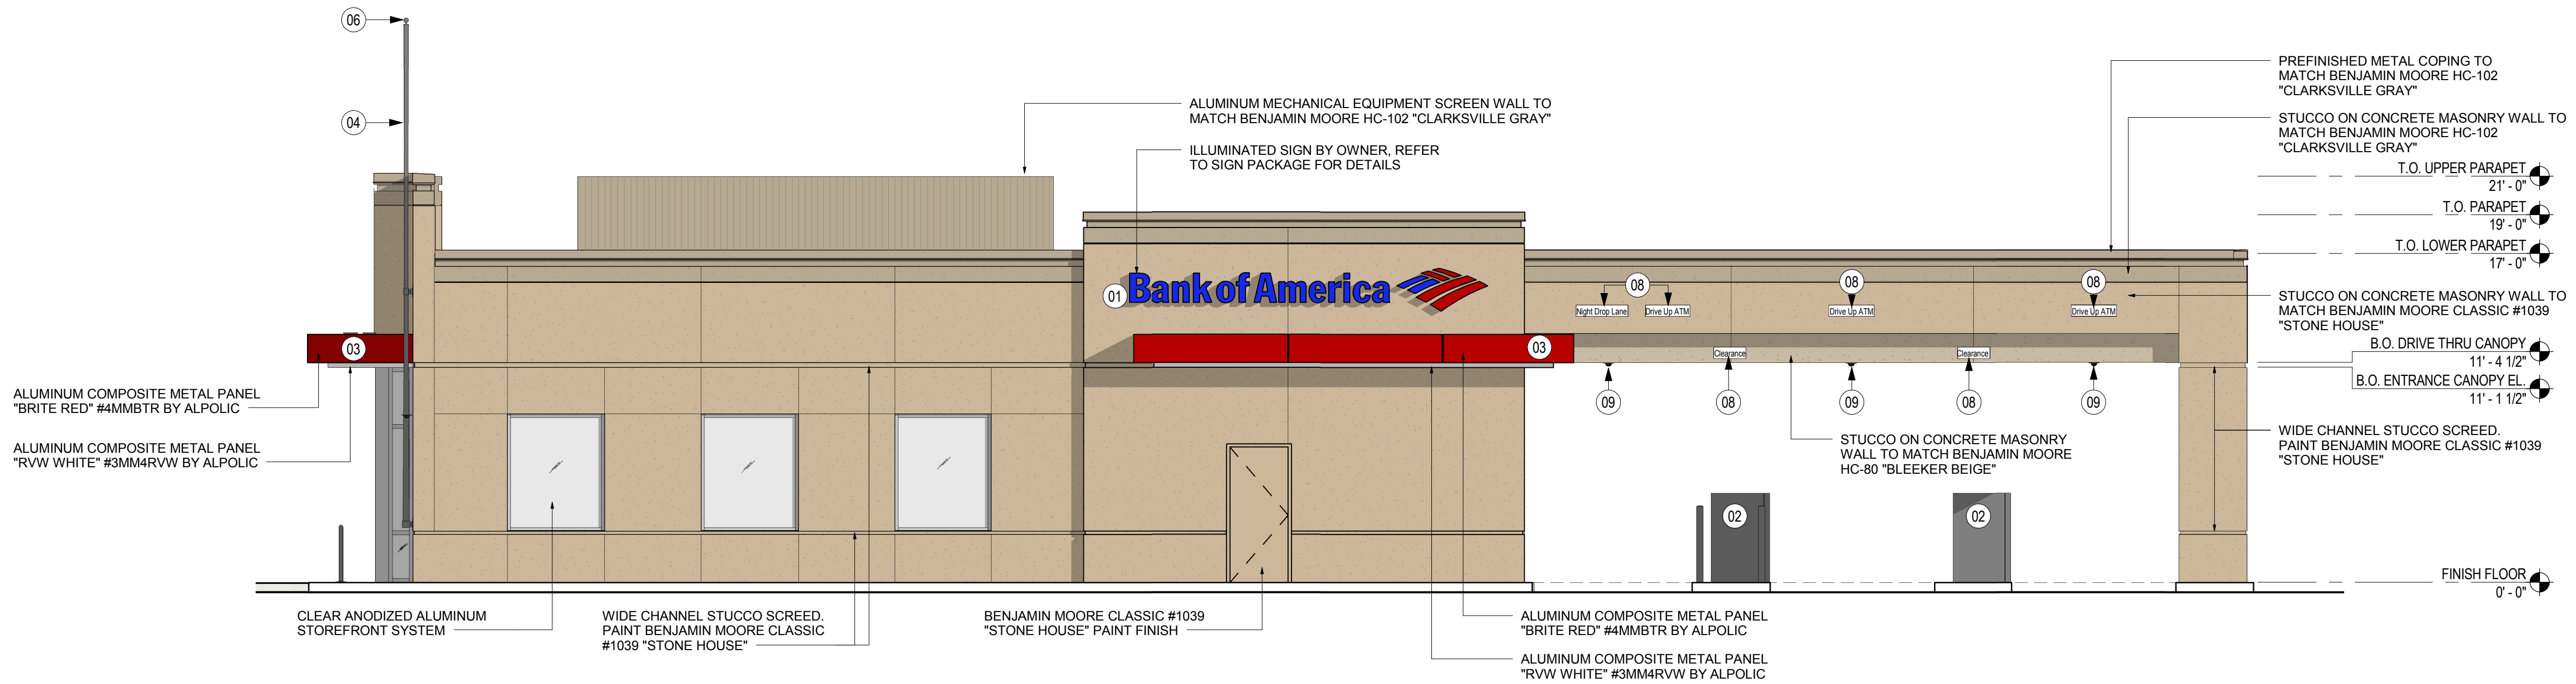 06
04
PREFINISHED METAL COPING TO
MATCH BENJAMIN MOORE HC-102
"CLARKSVILLE GRAY"
ALUMINUM MECHANICAL EQUIPMENT SCREEN WALL TO
MATCH BENJAMIN MOORE HC-102 "CLARKSVILLE GRAY"
STUCCO ON CONCRETE MASONRY WALL TO
MATCH BENJAMIN MOORE HC-102
"CLARKSVILLE GRAY"
ILLUMINATED SIGN BY OWNER, REFER
TO SIGN PACKAGE FOR DETAILS
T.O. UPPER PARAPET
21' - 0"
T.O. PARAPET
19' - 0"
T.O. LOWER PARAPET
17' - 0"
01
Bank of America
08
08
08
Night Drop Lane
Drive Up ATM
Drive Up ATM
Drive Up ATM
STUCCO ON CONCRETE MASONRY WALL TO
MATCH BENJAMIN MOORE CLASSIC #1039
"STONE HOUSE"
03
03
Clearance
Clearance
B.O. DRIVE THRU CANOPY
11' - 4 1/2"
B.O. ENTRANCE CANOPY EL.
11' - 1 1/2"
ALUMINUM COMPOSITE METAL PANEL
"BRITE RED" #4MMBTR BY ALPOLIC
09
08
09
08
09
ALUMINUM COMPOSITE METAL PANEL
"RVW WHITE" #3MM4RVW BY ALPOLIC
STUCCO ON CONCRETE MASONRY
WALL TO MATCH BENJAMIN MOORE
HC-80 "BLEEKER BEIGE"
WIDE CHANNEL STUCCO SCREED.
PAINT BENJAMIN MOORE CLASSIC #1039
"STONE HOUSE"
02
02
FINISH FLOOR
0' - 0"
CLEAR ANODIZED ALUMINUM
STOREFRONT SYSTEM
WIDE CHANNEL STUCCO SCREED.
PAINT BENJAMIN MOORE CLASSIC
#1039 "STONE HOUSE"
BENJAMIN MOORE CLASSIC #1039
"STONE HOUSE" PAINT FINISH
ALUMINUM COMPOSITE METAL PANEL
"BRITE RED" #4MMBTR BY ALPOLIC
ALUMINUM COMPOSITE METAL PANEL
"RVW WHITE" #3MM4RVW BY ALPOLIC